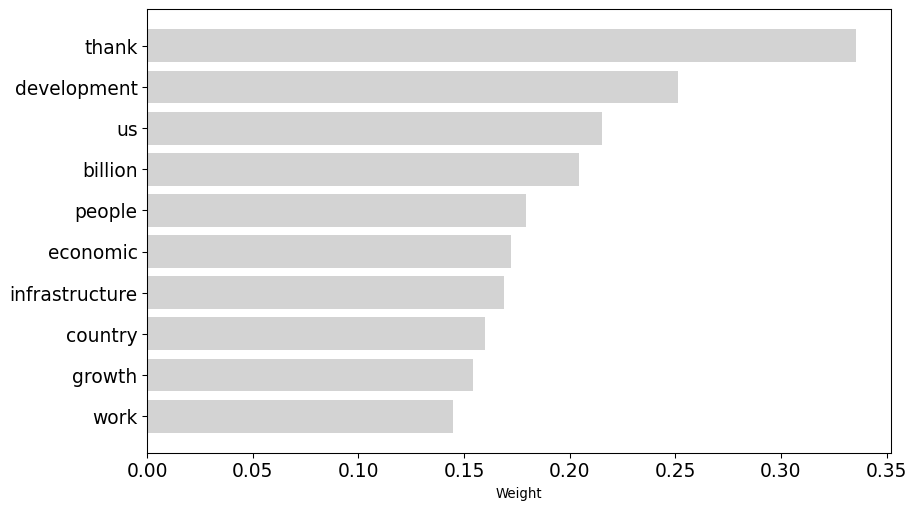 thank
development
us
billion
people
economic
infrastructure
country
growth
work
0.00 0.05 0.10 0.15 0.20 0.25 0.30 0.35
Weight